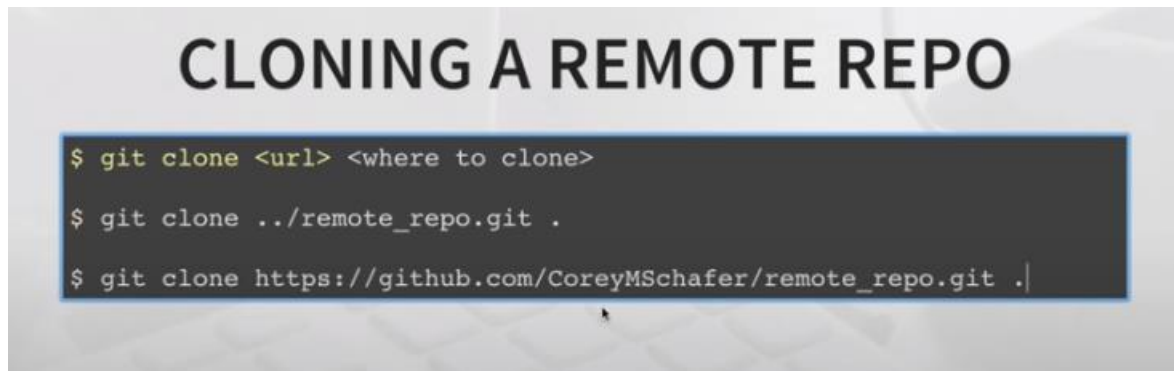 CLONING A REMOTE REPO
$ git clone <url> <where to clone>
$ git clone ../remote_repo.git .
$ git clone https://github.com/CoreyMSchafer/remote_repo.git .